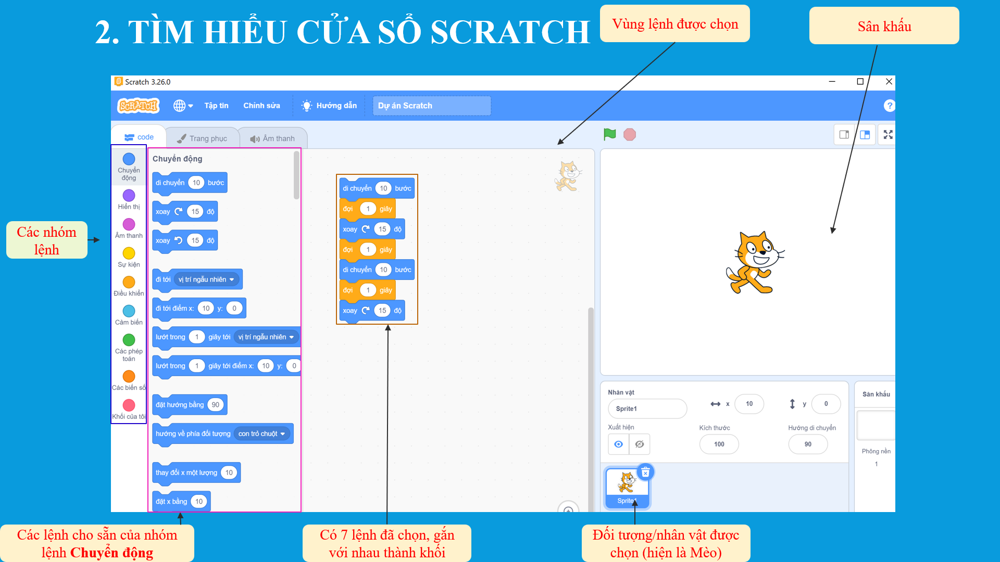 2. TÌM HIỂU CỬA SỔ SCRATCH
Vùng lệnh được chọn
Sân khấu
Scratch 3.26.0
SCRATCH
Tập tin
Chỉnh sửa
Hướng dẫn
Dự án Scratch
?
code
Trang phục
Âm thanh
Các nhóm
lệnh
Chuyển
động
Hiển thị
Âm thanh
Sự kiện
Điều khiển
Cảm biến
Các phép
toán
Các biến số
Khối của tôi
Chuyển động
di chuyển 10 bước
xoay 15 độ
xoay 15 độ
đi tới vị trí ngẫu nhiên
đi tới điểm x: 10 y: 0
lướt trong 1 giây tới vị trí ngẫu nhiên
lướt trong 1 giây tới điểm x: 10 y: 0
đặt hướng bằng 90
hướng về phía đối tượng con trỏ chuột
thay đổi x một lượng 10
đặt x bằng 10
di chuyển 10 bước
đợi 1 giây
xoay 15 độ
đợi 1 giây
di chuyển 10 bước
đợi 1 giây
xoay 15 độ
Nhân vật
Sprite1
x 10
y 0
Xuất hiện
Kích thước
100
Hướng di chuyển
90
Sprite1
Sân khấu
Phông nền
1
Các lệnh cho sẵn của nhóm
lệnh Chuyển động
Có 7 lệnh đã chọn, gắn
với nhau thành khối
Đối tượng/nhân vật được
chọn (hiện là Mèo)